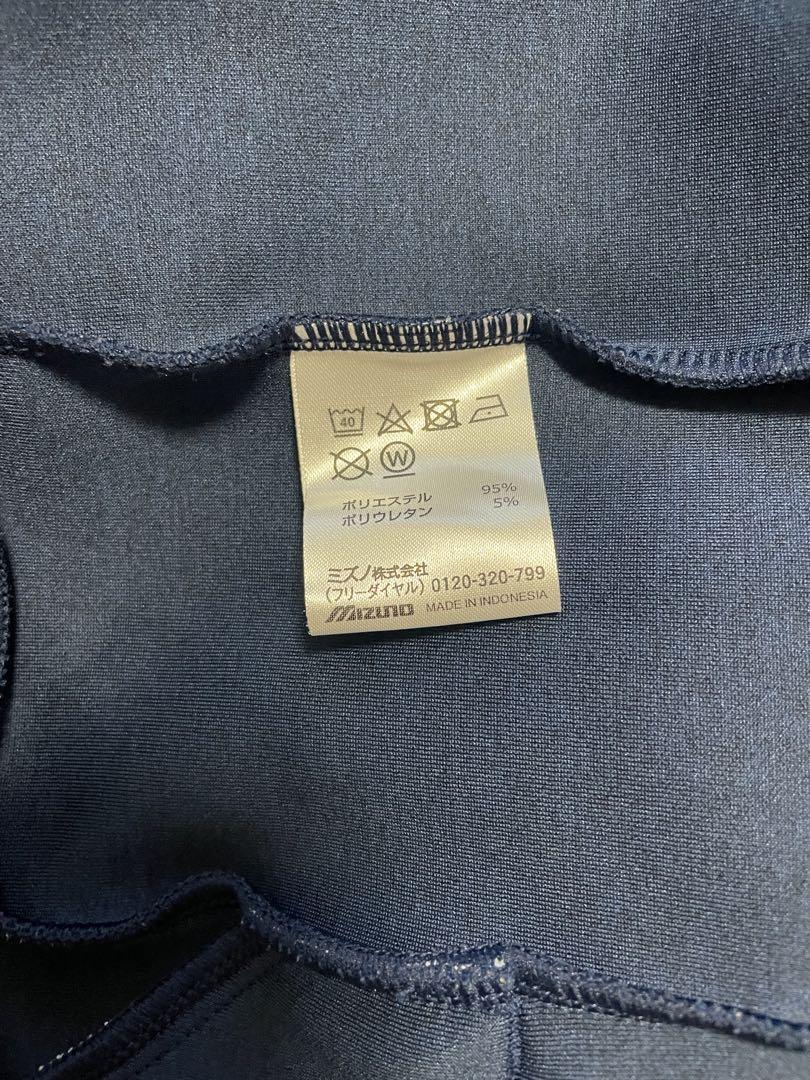 40
W
ポリエステル 95%
ポリウレタン 5%
ミズノ株式会社
(フリーダイヤル) 0120-320-799
MIZUNO MADE IN INDONESIA